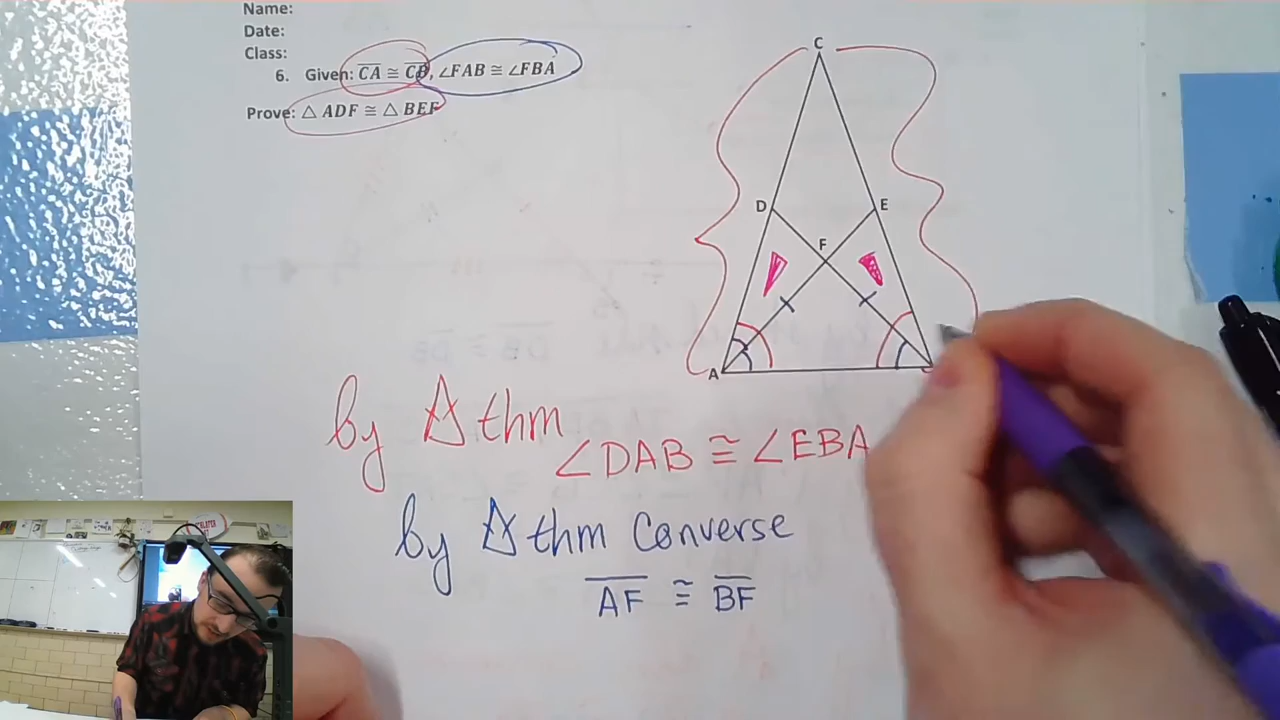 Name:
Date:
Class:
6. Given: CA ≅ CB, ∠FAB ≅ ∠FBA
Prove: △ ADF ≅ △ BEF
C
D
E
F
A
by △ thm
∠DAB ≅ ∠EBA
by △ thm Converse
AF ≅ BF